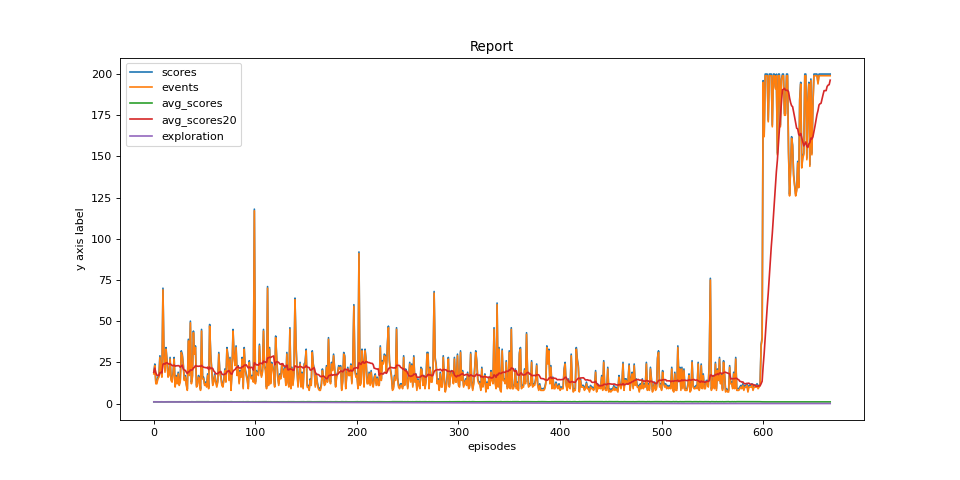 Report
scores
events
avg_scores
avg_scores20
exploration
y axis label
200
175
150
125
100
75
50
25
0
0 100 200 300 400 500 600
episodes